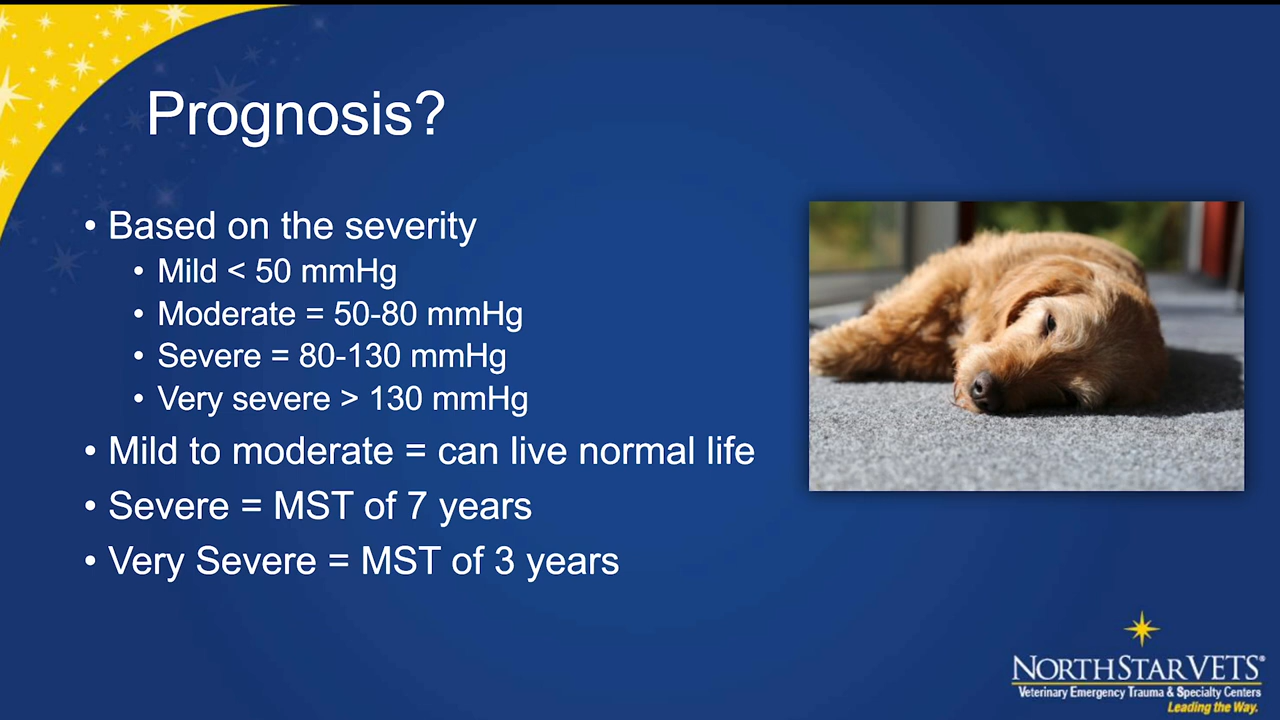 Prognosis?
• Based on the severity
• Mild < 50 mmHg
• Moderate = 50-80 mmHg
• Severe = 80-130 mmHg
• Very severe > 130 mmHg
• Mild to moderate = can live normal life
• Severe = MST of 7 years
• Very Severe = MST of 3 years
NORTHSTAR VETS®
Veterinary Emergency Trauma & Specialty Centers
Leading the Way.